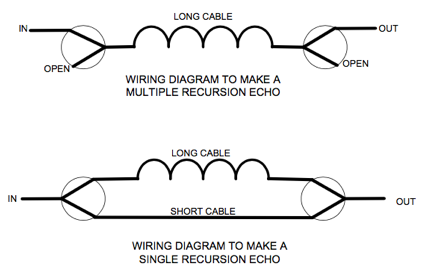 LONG CABLE
IN
OUT
OPEN
OPEN
WIRING DIAGRAM TO MAKE A
MULTIPLE RECURSION ECHO
LONG CABLE
IN
OUT
SHORT CABLE
WIRING DIAGRAM TO MAKE A
SINGLE RECURSION ECHO